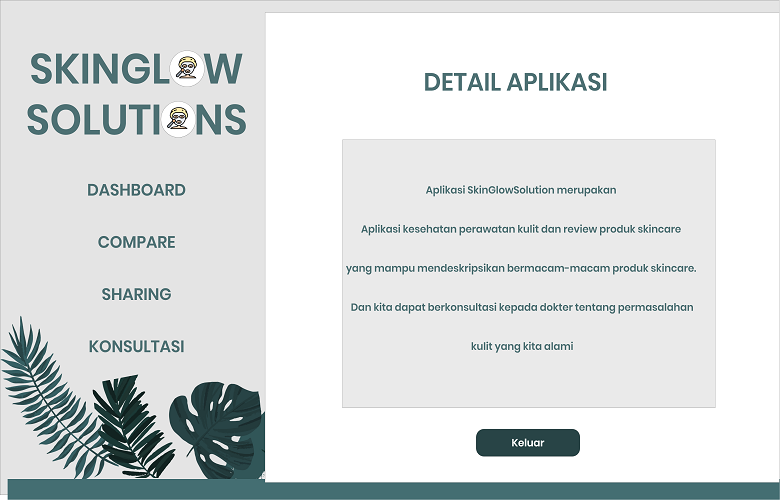 SKINGLOW
SOLUTIONS
DASHBOARD
COMPARE
SHARING
KONSULTASI
DETAIL APLIKASI
Aplikasi SkinGlowSolution merupakan
Aplikasi kesehatan perawatan kulit dan review produk skincare
yang mampu mendeskripsikan bermacam-macam produk skincare.
Dan kita dapat berkonsultasi kepada dokter tentang permasalahan
kulit yang kita alami
Keluar